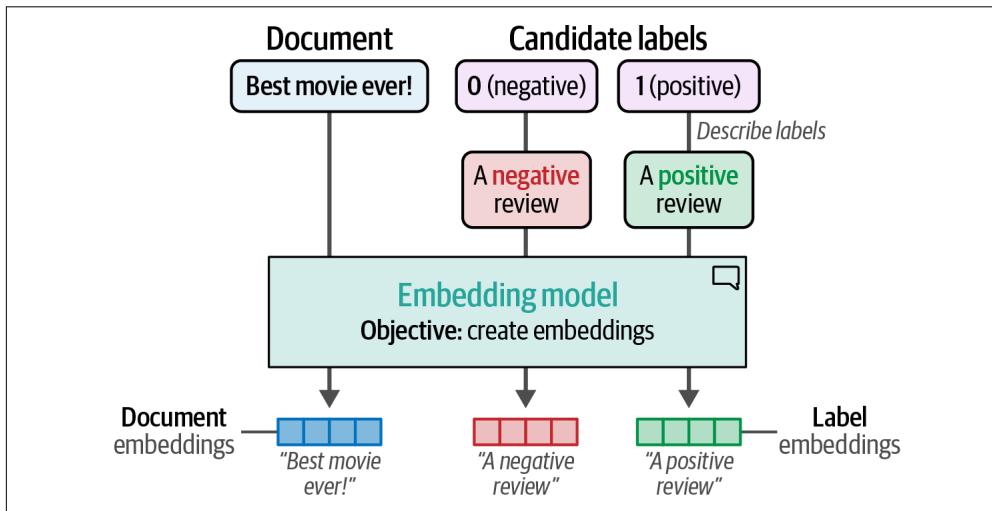 Document
Candidate labels
Best movie ever!
0 (negative)
1 (positive)
Describe labels
A negative
review
A positive
review
Embedding model
Objective: create embeddings
Document
embeddings
Label
embeddings
“Best movie
ever!”
“A negative
review”
“A positive
review”